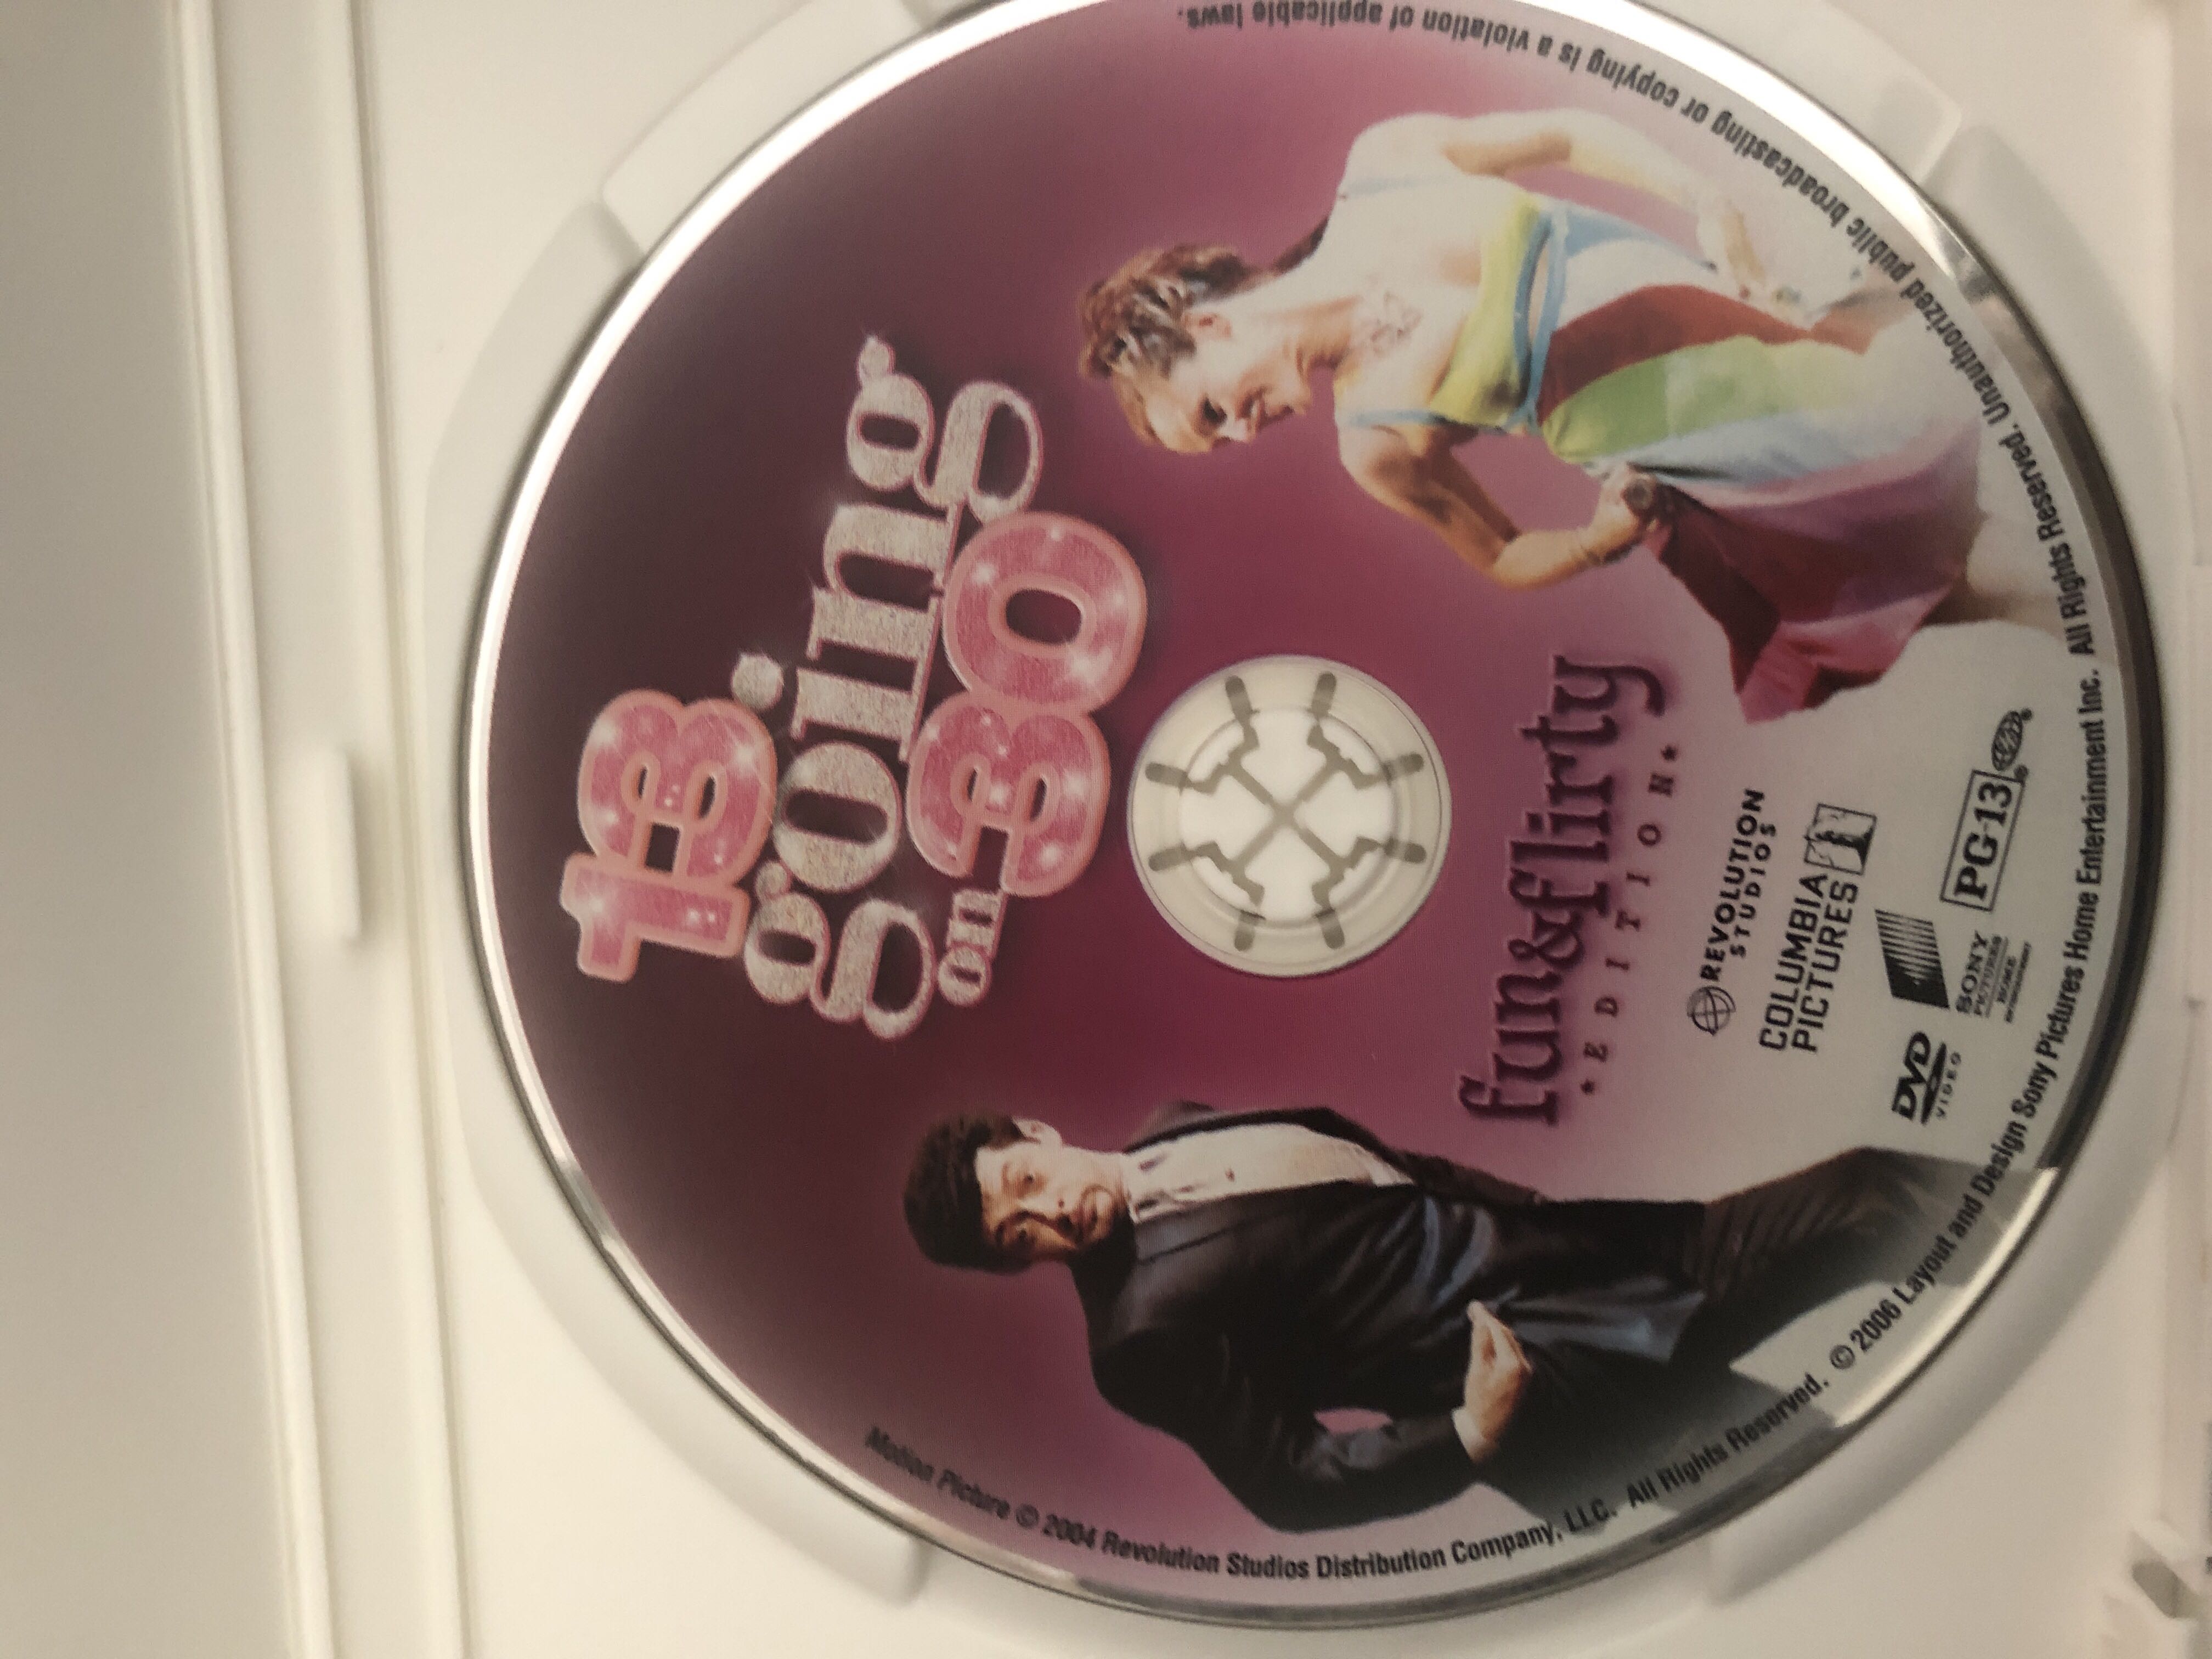 13
going
on 30
fun&flirty
*EDITION*
REVOLUTION
STUDIOS
COLUMBIA
PICTURES
DVD
VIDEO
SONY
PICTURES
HOME
ENTERTAINMENT
PG-13
Motion Picture © 2004 Revolution Studios Distribution Company, LLC. All Rights Reserved. © 2006 Layout and Design Sony Pictures Home Entertainment Inc. All Rights Reserved. Unauthorized public broadcasting or copying is a violation of applicable laws.